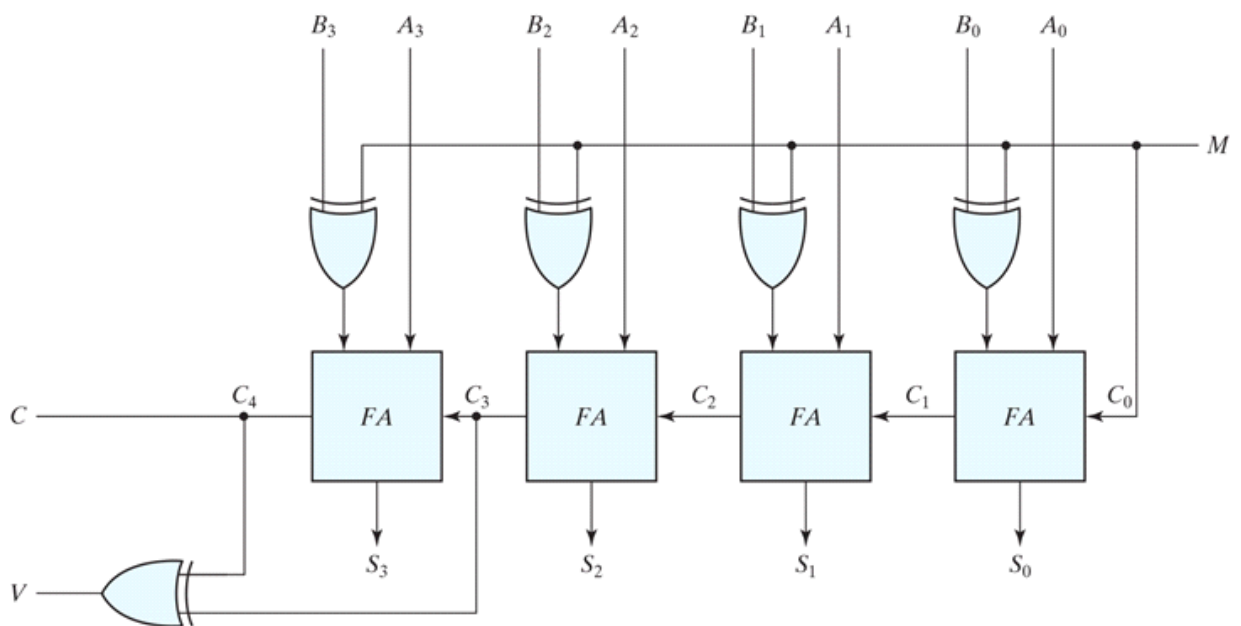 B₃ A₃ B₂ A₂ B₁ A₁ B₀ A₀
M
C C₄ FA C₃ FA C₂ FA C₁ FA C₀
S₃ S₂ S₁ S₀
V